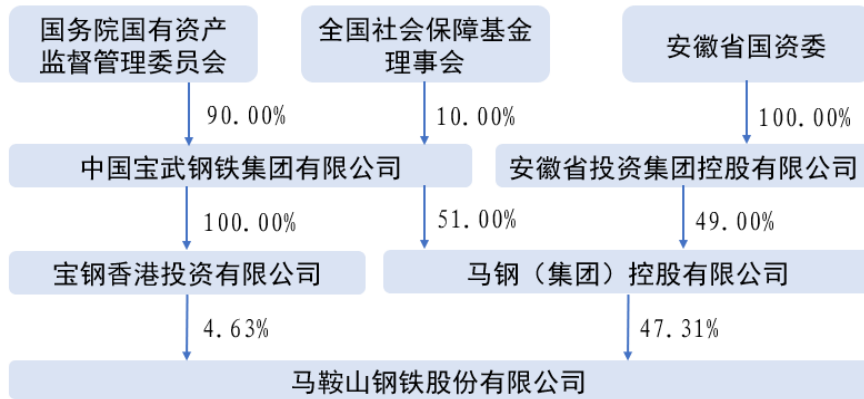 国务院国有资产
监督管理委员会
全国社会保障基金
理事会
安徽省国资委
90.00%
10.00%
100.00%
中国宝武钢铁集团有限公司
安徽省投资集团控股有限公司
100.00%
51.00%
49.00%
宝钢香港投资有限公司
马钢（集团）控股有限公司
4.63%
47.31%
马鞍山钢铁股份有限公司